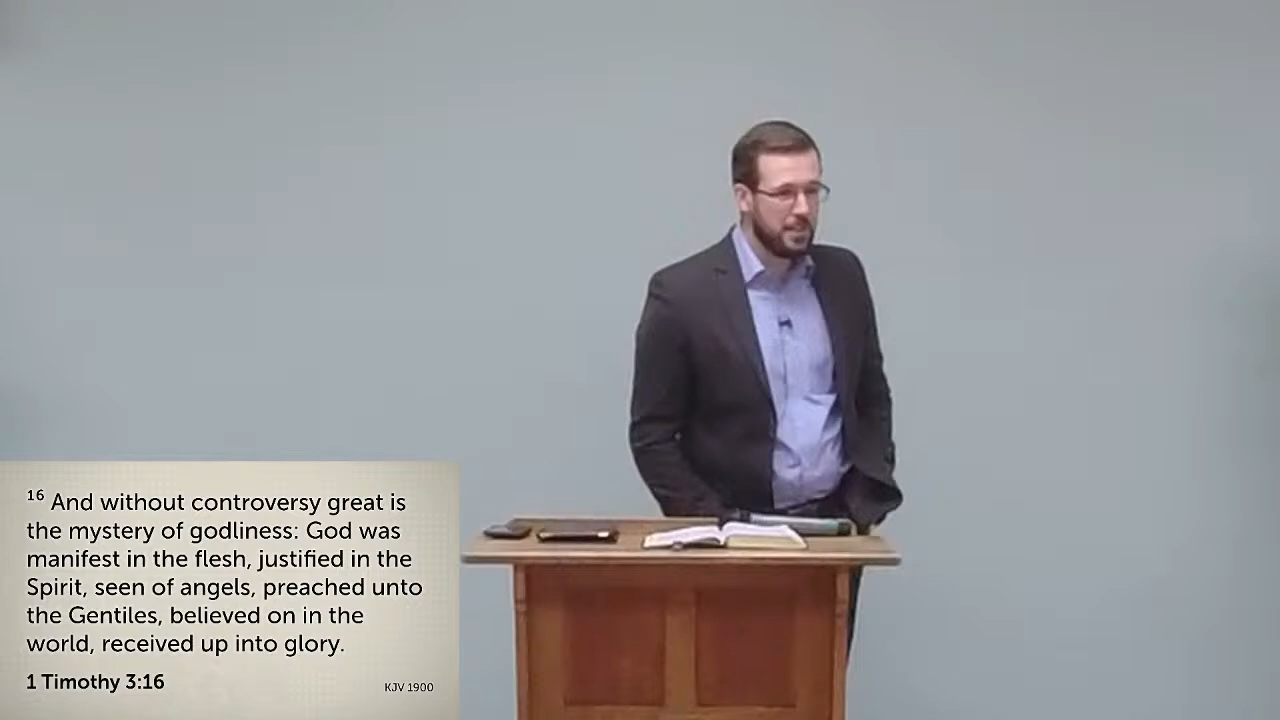 16 And without controversy great is
the mystery of godliness: God was
manifest in the flesh, justified in the
Spirit, seen of angels, preached unto
the Gentiles, believed on in the
world, received up into glory.
1 Timothy 3:16
KJV 1900